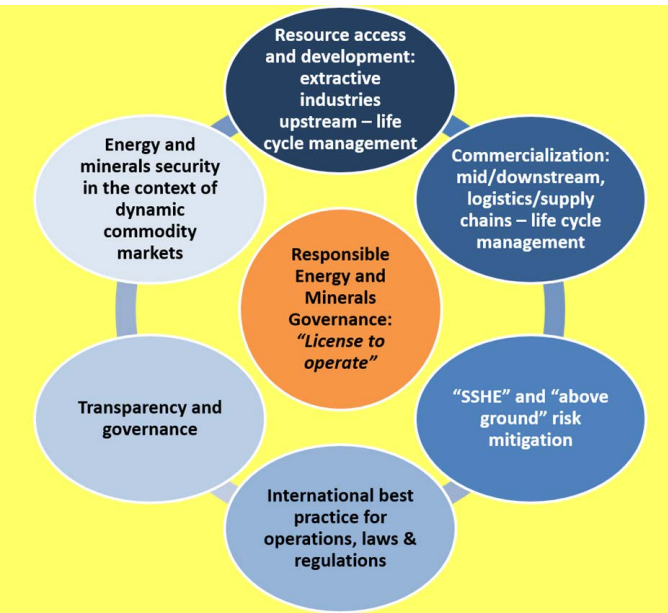 Resource access
and development:
extractive
industries
upstream – life
cycle management
Commercialization:
mid/downstream,
logistics/supply
chains – life cycle
management
“SSHE” and “above
ground” risk
mitigation
International best
practice for
operations, laws &
regulations
Transparency and
governance
Energy and
minerals security
in the context of
dynamic
commodity
markets
Responsible
Energy and
Minerals
Governance:
“License to
operate”